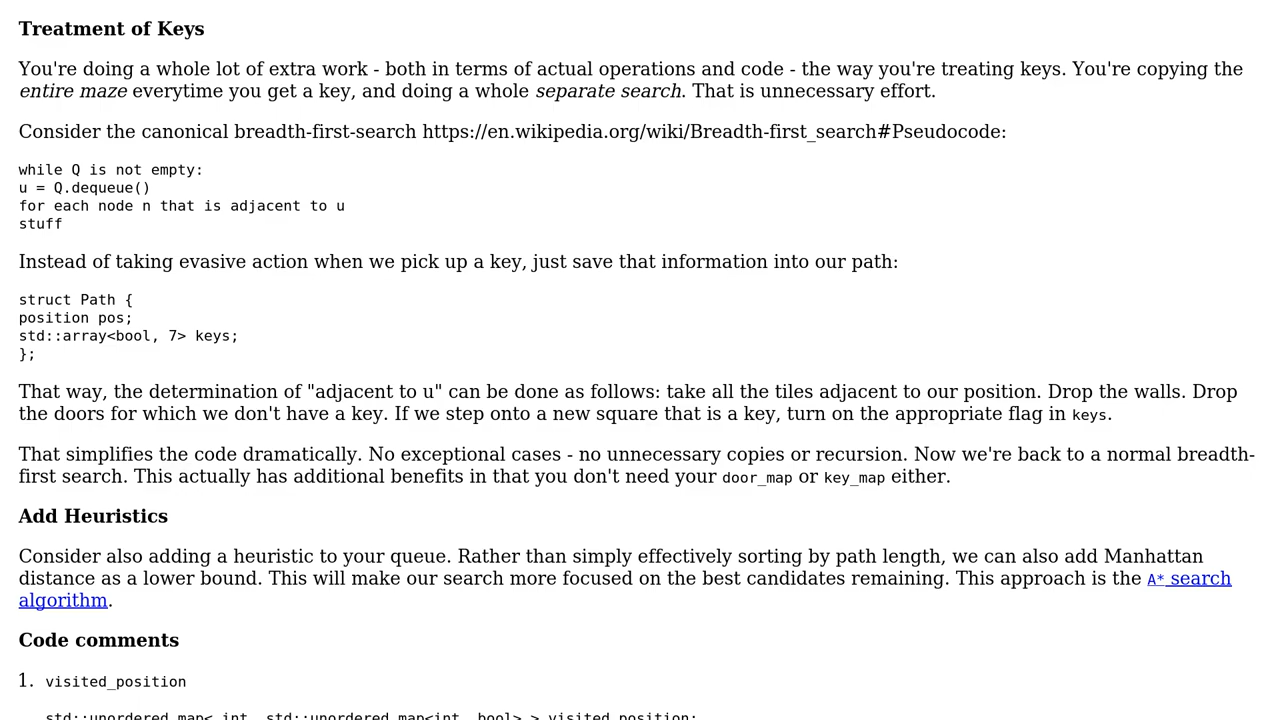 Treatment of Keys
You're doing a whole lot of extra work - both in terms of actual operations and code - the way you're treating keys. You're copying the
entire maze everytime you get a key, and doing a whole separate search. That is unnecessary effort.
Consider the canonical breadth-first-search https://en.wikipedia.org/wiki/Breadth-first_search#Pseudocode:
while Q is not empty:
u = Q.dequeue()
for each node n that is adjacent to u
stuff
Instead of taking evasive action when we pick up a key, just save that information into our path:
struct Path {
position pos;
std::array<bool, 7> keys;
};
That way, the determination of "adjacent to u" can be done as follows: take all the tiles adjacent to our position. Drop the walls. Drop
the doors for which we don't have a key. If we step onto a new square that is a key, turn on the appropriate flag in keys.
That simplifies the code dramatically. No exceptional cases - no unnecessary copies or recursion. Now we're back to a normal breadth-
first search. This actually has additional benefits in that you don't need your door_map or key_map either.
Add Heuristics
Consider also adding a heuristic to your queue. Rather than simply effectively sorting by path length, we can also add Manhattan
distance as a lower bound. This will make our search more focused on the best candidates remaining. This approach is the A* search
algorithm.
Code comments
1. visited_position
std::unordered_map< int, std::unordered_map<int, bool> > visited_position;